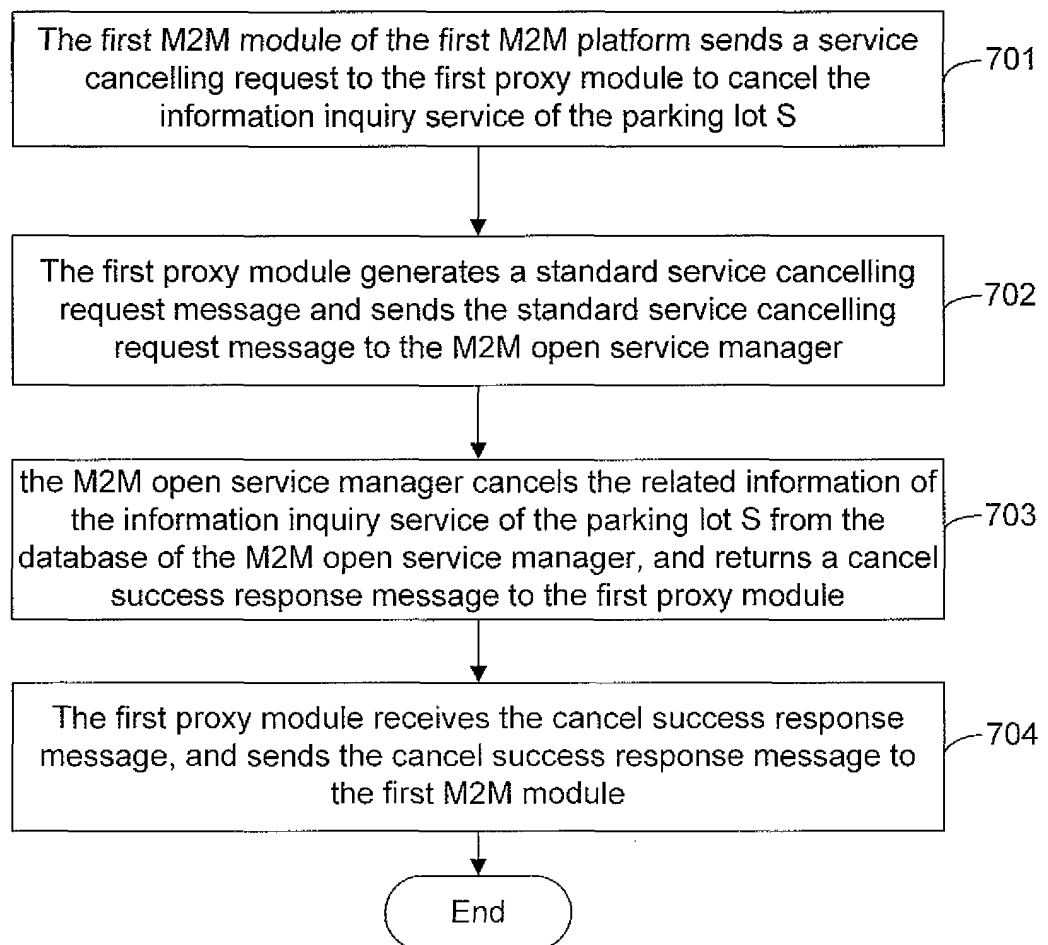 The first M2M module of the first M2M platform sends a service
cancelling request to the first proxy module to cancel the
information inquiry service of the parking lot S
701
The first proxy module generates a standard service cancelling
request message and sends the standard service cancelling
request message to the M2M open service manager
702
the M2M open service manager cancels the related information of
the information inquiry service of the parking lot S from the
database of the M2M open service manager, and returns a cancel
success response message to the first proxy module
703
The first proxy module receives the cancel success response
message, and sends the cancel success response message to
the first M2M module
704
End